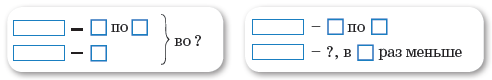 — по
—
во ?
— по
— ?, в раз меньше